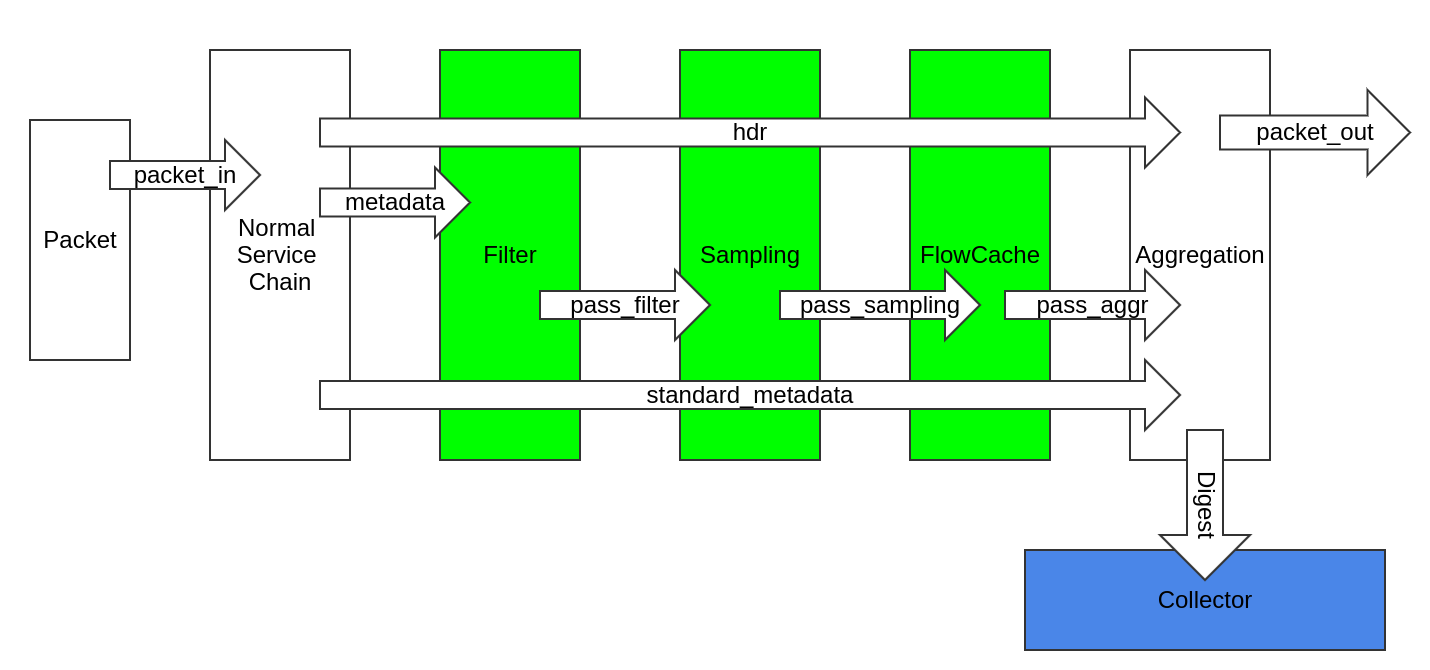 hdr
packet_out
packet_in
metadata
Packet
Normal
Service
Chain
Filter
Sampling
FlowCache
Aggregation
pass_filter
pass_sampling
pass_aggr
standard_metadata
Digest
Collector